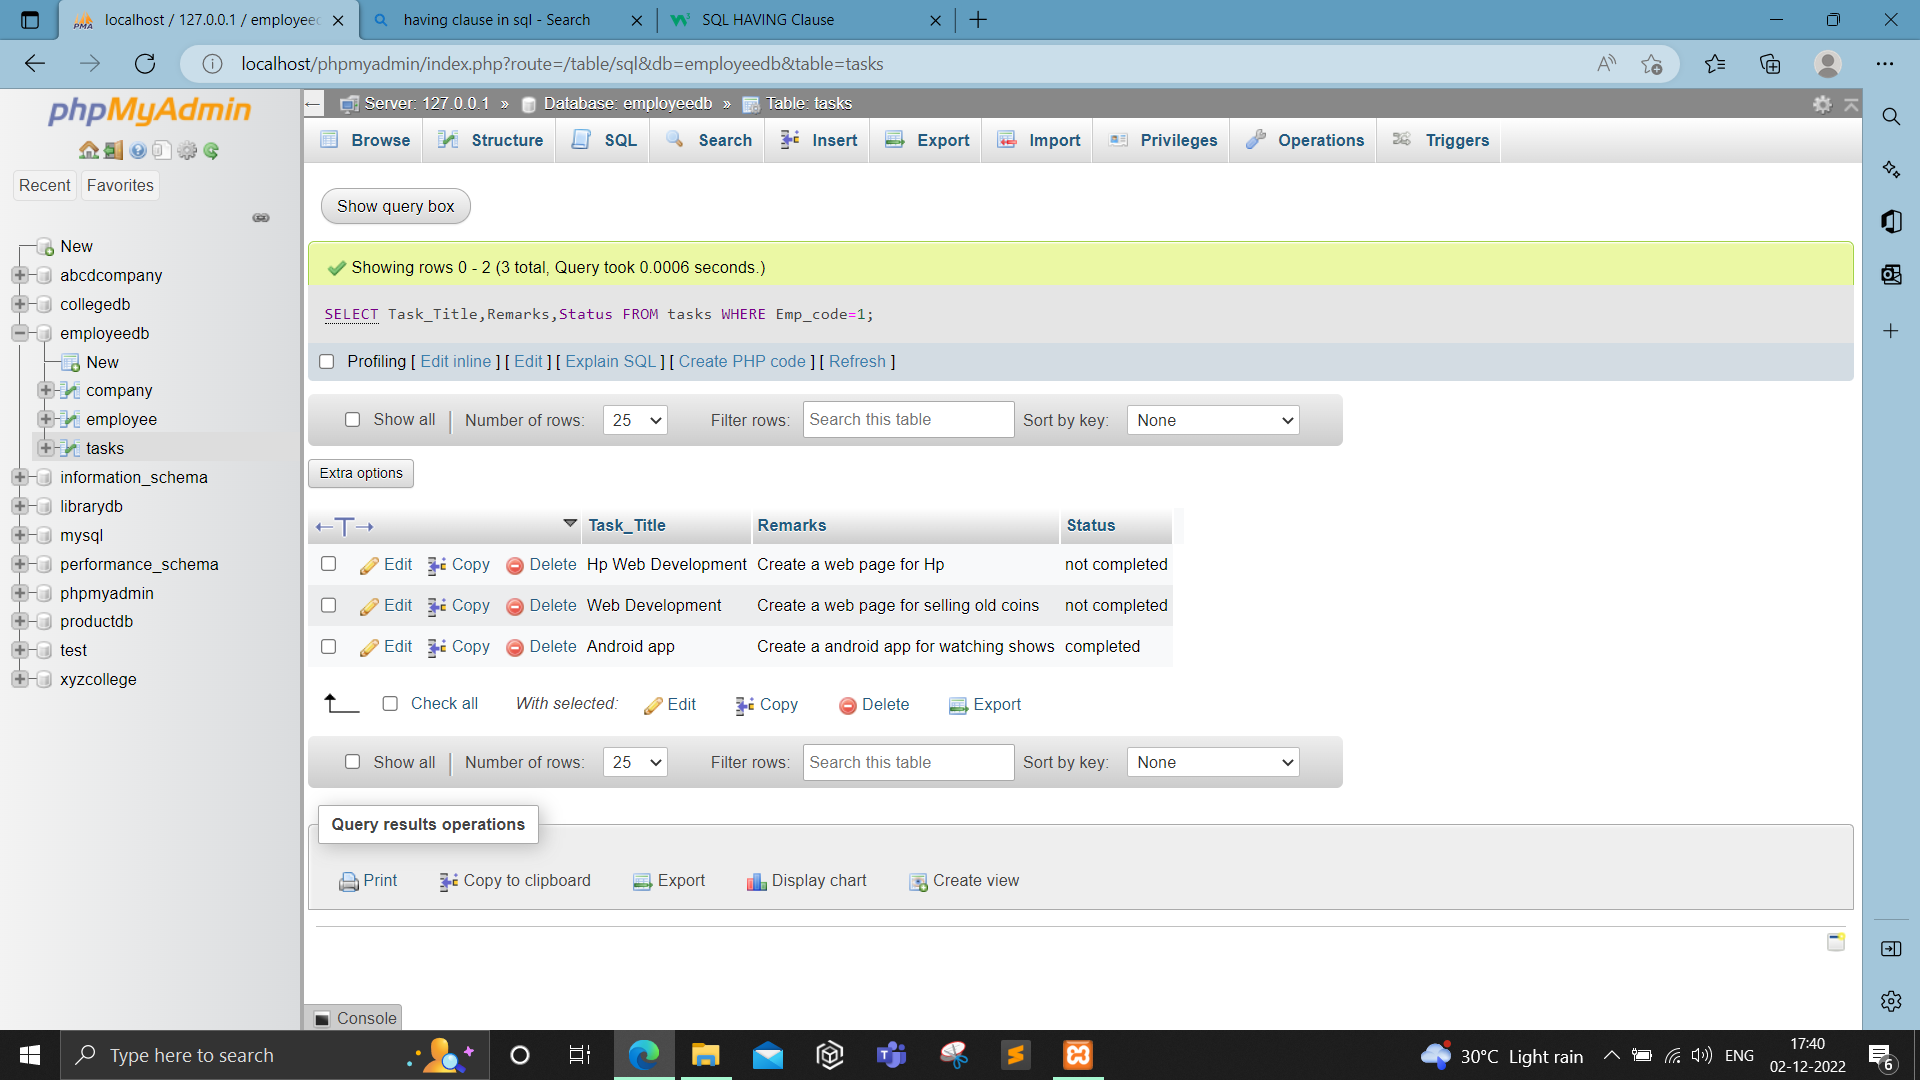 localhost / 127.0.0.1 / employeed
having clause in sql - Search
SQL HAVING Clause
localhost/phpmyadmin/index.php?route=/table/sql&db=employeedb&table=tasks
phpMyAdmin
Recent
Favorites
New
abcdcompany
collegedb
employeedb
New
company
employee
tasks
information_schema
librarydb
mysql
performance_schema
phpmyadmin
productdb
test
xyzcollege
Server: 127.0.0.1 » Database: employeedb » Table: tasks
Browse Structure SQL Search Insert Export Import Privileges Operations Triggers
Show query box
Showing rows 0 - 2 (3 total, Query took 0.0006 seconds.)
SELECT Task_Title,Remarks,Status FROM tasks WHERE Emp_code=1;
Profiling [ Edit inline ] [ Edit ] [ Explain SQL ] [ Create PHP code ] [ Refresh ]
Show all Number of rows: 25 Filter rows: Search this table Sort by key: None
Extra options
←T→ Task_Title Remarks Status
Edit Copy Delete Hp Web Development Create a web page for Hp not completed
Edit Copy Delete Web Development Create a web page for selling old coins not completed
Edit Copy Delete Android app Create a android app for watching shows completed
Check all With selected: Edit Copy Delete Export
Show all Number of rows: 25 Filter rows: Search this table Sort by key: None
Query results operations
Print Copy to clipboard Export Display chart Create view
Console
Type here to search
30°C Light rain
ENG
17:40
02-12-2022
6